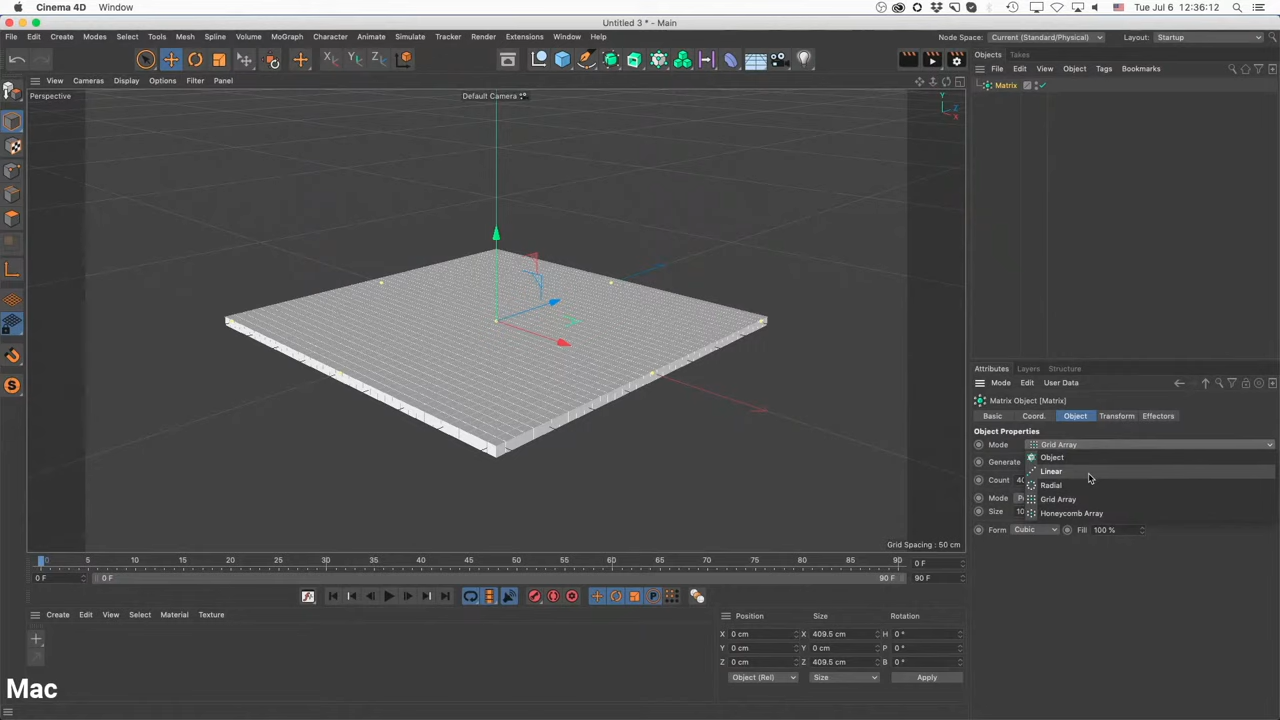 Cinema 4D Window Tue Jul 6 12:36:12
Untitled 3 * - Main
File Edit Create Modes Select Tools Mesh Spline Volume MoGraph Character Animate Simulate Tracker Render Extensions Window Help Node Space: Current (Standard/Physical) Layout: Startup
X Y Z
Objects Takes
File Edit View Object Tags Bookmarks
Matrix
View Cameras Display Options Filter Panel
Perspective
Default Camera
Y
Z
X
Grid Spacing : 50 cm
Attributes Layers Structure
Mode Edit User Data
Matrix Object [Matrix]
Basic Coord. Object Transform Effectors
Object Properties
Mode Grid Array
Object
Generate
Linear
Count 40
Radial
Mode
Grid Array
Size 10
Honeycomb Array
Form Cubic Fill 100 %
0 5 10 15 20 25 30 35 40 45 50 55 60 65 70 75 80 85 90 0 F
0 F 0 F 90 F 90 F
Create Edit View Select Material Texture
Position Size Rotation
X 0 cm X 409.5 cm H 0 °
Y 0 cm Y 0 cm P 0 °
Z 0 cm Z 409.5 cm B 0 °
Object (Rel) Size Apply
Mac